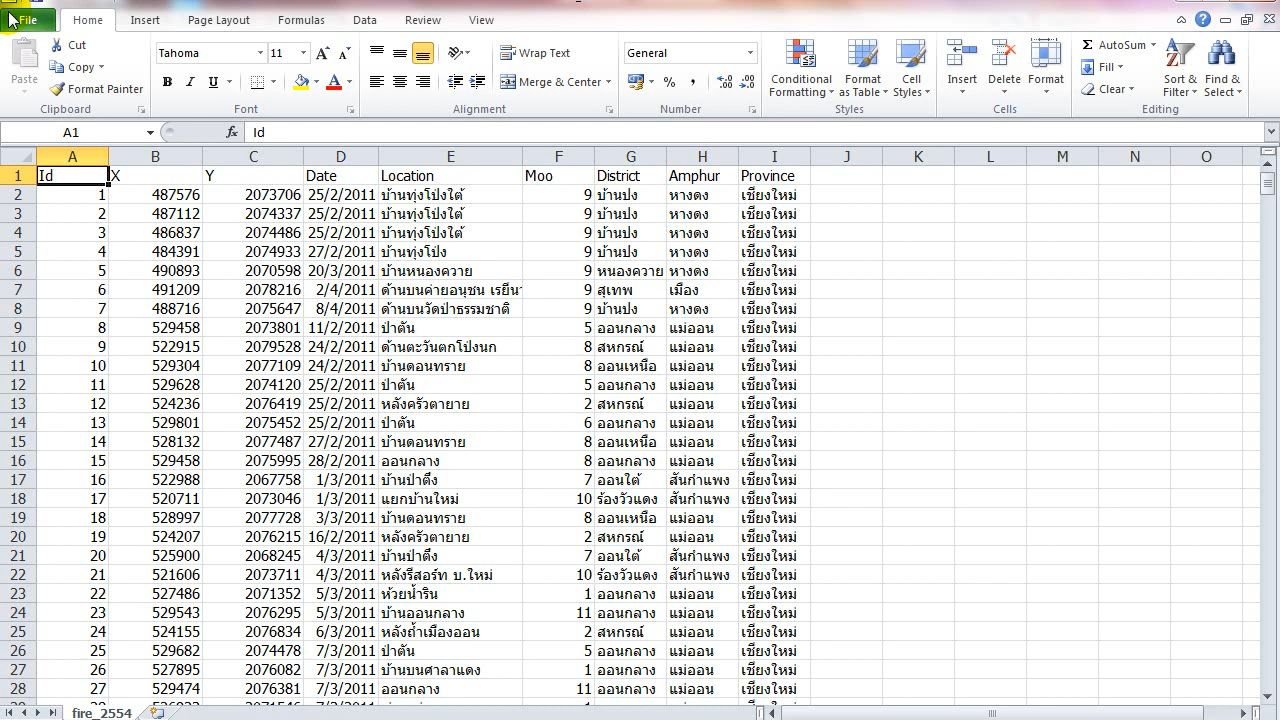 File Home Insert Page Layout Formulas Data Review View
Paste Cut Copy Format Painter Clipboard
Tahoma 11 B I U Font
Wrap Text Merge & Center Alignment
General % , Number
Conditional Formatting Format as Table Cell Styles Styles
Insert Delete Format Cells
Σ AutoSum Fill Clear Sort & Filter Find & Select Editing
A1 fx Id
A B C D E F G H I J K L M N O
1 Id X Y Date Location Moo District Amphur Province
2 1 487576 2073706 25/2/2011 บ้านทุ่งโป่งใต้ 9 บ้านปง หางดง เชียงใหม่
3 2 487112 2074337 25/2/2011 บ้านทุ่งโป่งใต้ 9 บ้านปง หางดง เชียงใหม่
4 3 486837 2074486 25/2/2011 บ้านทุ่งโป่งใต้ 9 บ้านปง หางดง เชียงใหม่
5 4 484391 2074933 27/2/2011 บ้านทุ่งโป่ง 9 บ้านปง หางดง เชียงใหม่
6 5 490893 2070598 20/3/2011 บ้านหนองควาย 9 หนองควาย หางดง เชียงใหม่
7 6 491209 2078216 2/4/2011 ด้านบนค่ายอนุชน 9 สุเทพ เมือง เชียงใหม่
8 7 488716 2075647 8/4/2011 ด้านบนวัดป่าธรรมชาติ 9 บ้านปง หางดง เชียงใหม่
9 8 529458 2073801 11/2/2011 ป่าตัน 5 ออนกลาง แม่ออน เชียงใหม่
10 9 522915 2079528 24/2/2011 ด้านตะวันตกโป่งนก 8 สหกรณ์ แม่ออน เชียงใหม่
11 10 529304 2077109 24/2/2011 บ้านดอนทราย 8 ออนเหนือ แม่ออน เชียงใหม่
12 11 529628 2074120 25/2/2011 ป่าตัน 5 ออนกลาง แม่ออน เชียงใหม่
13 12 524236 2076419 25/2/2011 หลังครัวตายาย 2 สหกรณ์ แม่ออน เชียงใหม่
14 13 529801 2075452 25/2/2011 ป่าตัน 6 ออนกลาง แม่ออน เชียงใหม่
15 14 528132 2077487 27/2/2011 บ้านดอนทราย 8 ออนเหนือ แม่ออน เชียงใหม่
16 15 529458 2075995 28/2/2011 ออนกลาง 8 ออนกลาง แม่ออน เชียงใหม่
17 16 522988 2067758 1/3/2011 บ้านป่าตึง 7 ออนใต้ สันกำแพง เชียงใหม่
18 17 520711 2073046 1/3/2011 แยกบ้านใหม่ 10 ร้องวัวแดง สันกำแพง เชียงใหม่
19 18 528997 2077728 3/3/2011 บ้านดอนทราย 8 ออนเหนือ แม่ออน เชียงใหม่
20 19 524207 2076215 16/2/2011 หลังครัวตายาย 2 สหกรณ์ แม่ออน เชียงใหม่
21 20 525900 2068245 4/3/2011 บ้านป่าตึง 7 ออนใต้ สันกำแพง เชียงใหม่
22 21 521606 2073711 4/3/2011 หลังรีสอร์ท บ.ใหม่ 10 ร้องวัวแดง สันกำแพง เชียงใหม่
23 22 527486 2071352 5/3/2011 ห้วยน้ำริน 1 ออนกลาง แม่ออน เชียงใหม่
24 23 529543 2076295 5/3/2011 บ้านออนกลาง 11 ออนกลาง แม่ออน เชียงใหม่
25 24 524155 2076834 6/3/2011 หลังถ้ำเมืองออน 2 สหกรณ์ แม่ออน เชียงใหม่
26 25 529682 2074478 7/3/2011 ป่าตัน 5 ออนกลาง แม่ออน เชียงใหม่
27 26 527895 2076082 7/3/2011 บ้านบนศาลาแดง 1 ออนกลาง แม่ออน เชียงใหม่
28 27 529474 2076381 7/3/2011 ออนกลาง 11 ออนกลาง แม่ออน เชียงใหม่
fire_2554